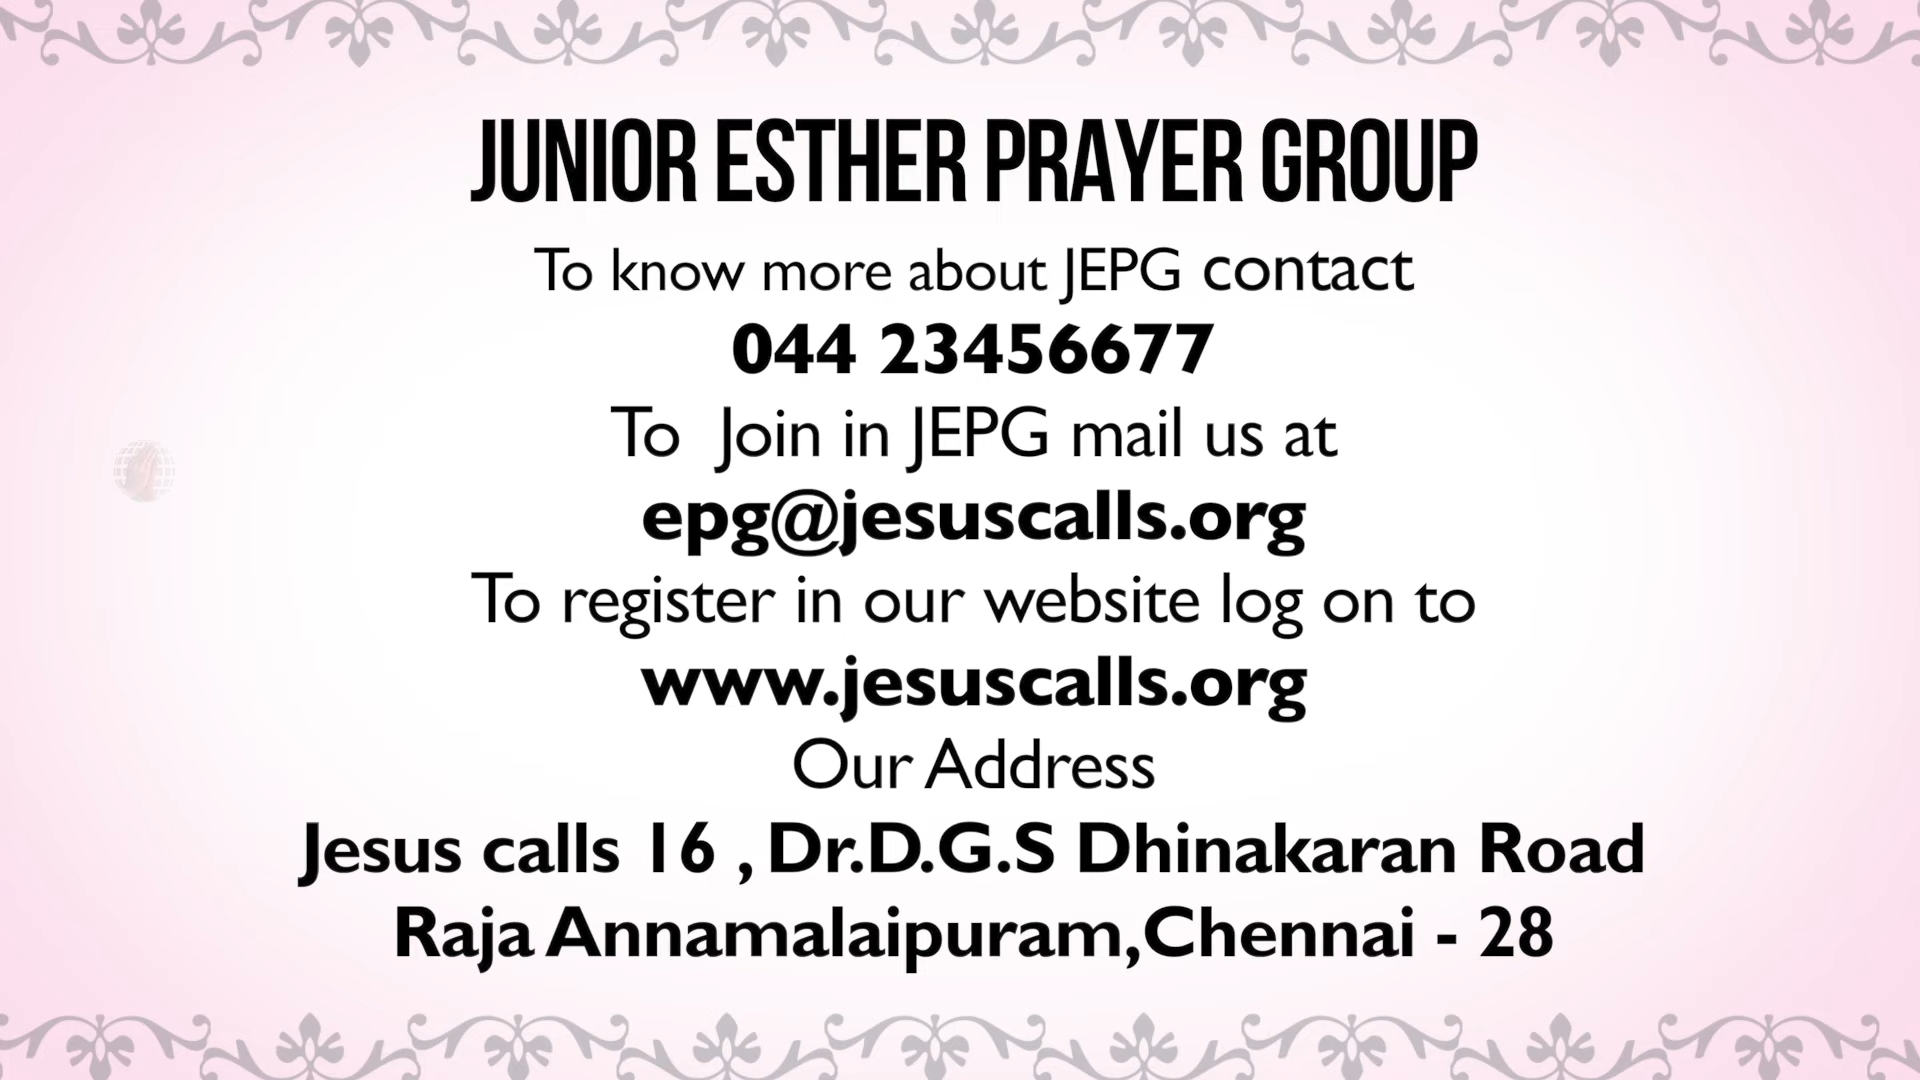 JUNIOR ESTHER PRAYER GROUP
To know more about JEPG contact
044 23456677
To Join in JEPG mail us at
epg@jesuscalls.org
To register in our website log on to
www.jesuscalls.org
Our Address
Jesus calls 16 , Dr.D.G.S Dhinakaran Road
Raja Annamalaipuram,Chennai - 28